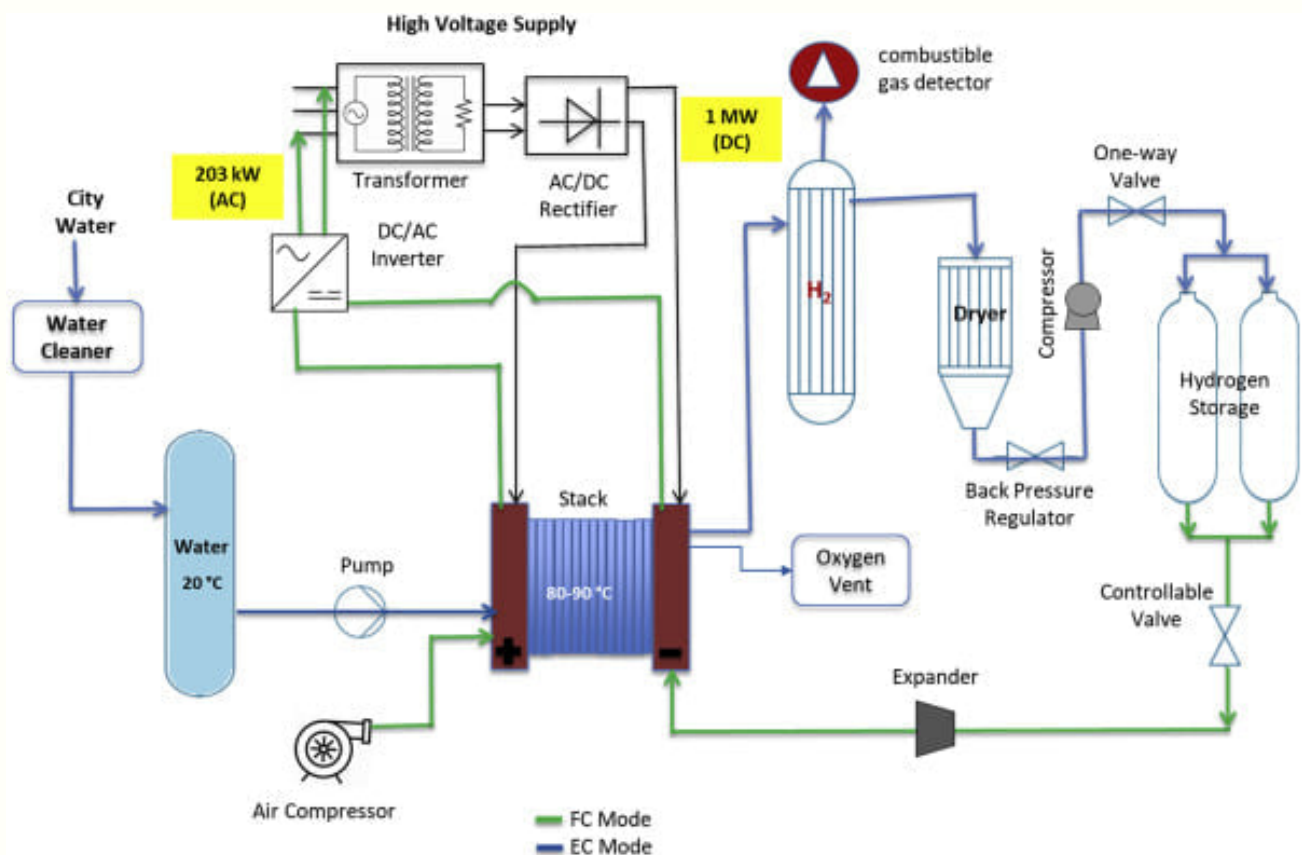 High Voltage Supply
combustible
gas detector
1 MW
(DC)
One-way
Valve
203 kW
(AC)
Transformer
AC/DC
Rectifier
City
Water
DC/AC
Inverter
Compressor
Water
Cleaner
H₂
Dryer
Hydrogen
Storage
Back Pressure
Regulator
Stack
Water
20 °C
Pump
80-90 °C
Oxygen
Vent
Controllable
Valve
+
-
Expander
Air Compressor
FC Mode
EC Mode